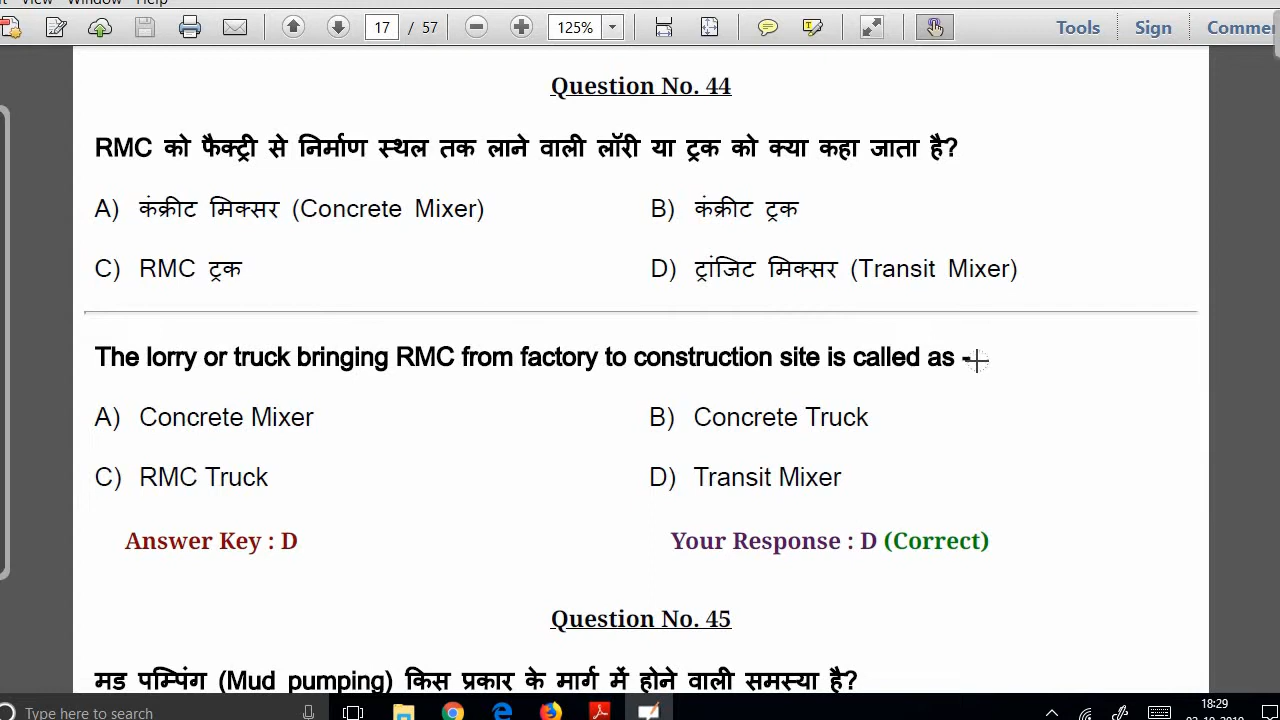 Window Help
17 / 57 125% Tools Sign Commen
Question No. 44
RMC को फैक्ट्री से निर्माण स्थल तक लाने वाली लॉरी या ट्रक को क्या कहा जाता है?
A) कंक्रीट मिक्सर (Concrete Mixer) B) कंक्रीट ट्रक
C) RMC ट्रक D) ट्रांजिट मिक्सर (Transit Mixer)
The lorry or truck bringing RMC from factory to construction site is called as -
A) Concrete Mixer B) Concrete Truck
C) RMC Truck D) Transit Mixer
Answer Key : D Your Response : D (Correct)
Question No. 45
मड पम्पिंग (Mud pumping) किस प्रकार के मार्ग में होने वाली समस्या है?
Type here to search 18:29